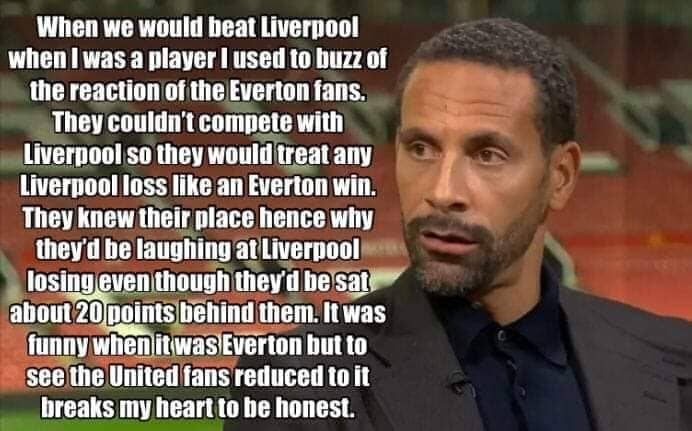 When we would beat Liverpool
when I was a player I used to buzz of
the reaction of the Everton fans.
They couldn't compete with
Liverpool so they would treat any
Liverpool loss like an Everton win.
They knew their place hence why
they'd be laughing at Liverpool
losing even though they'd be sat
about 20 points behind them. It was
funny when it was Everton but to
see the United fans reduced to it
breaks my heart to be honest.